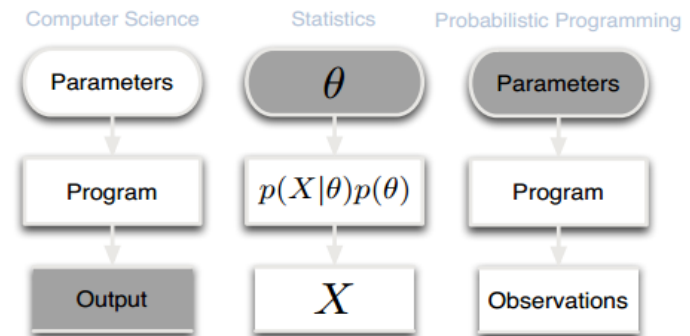 Computer Science
Statistics
Probabilistic Programming
Parameters
θ
Parameters
Program
p(X|θ)p(θ)
Program
Output
X
Observations